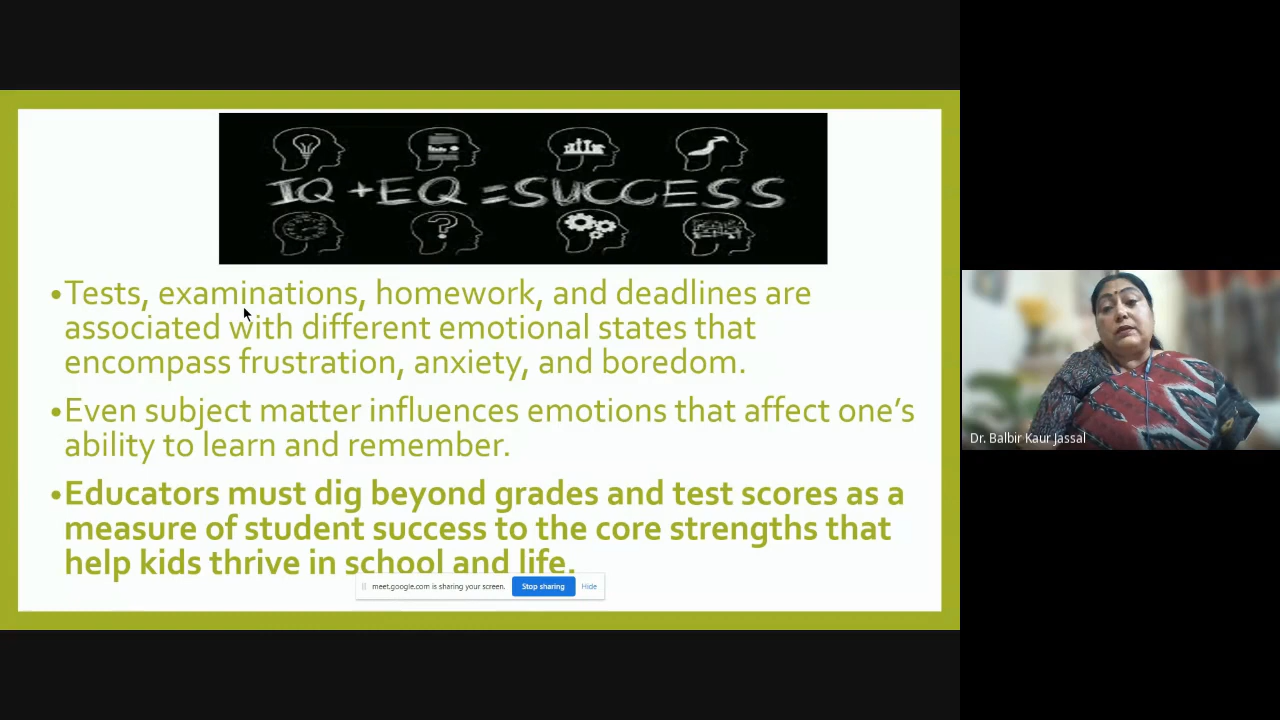 IQ + EQ = SUCCESS
•Tests, examinations, homework, and deadlines are
associated with different emotional states that
encompass frustration, anxiety, and boredom.
•Even subject matter influences emotions that affect one’s
ability to learn and remember.
•Educators must dig beyond grades and test scores as a
measure of student success to the core strengths that
help kids thrive in school and life.
meet.google.com is sharing your screen. Stop sharing Hide
Dr. Balbir Kaur Jassal